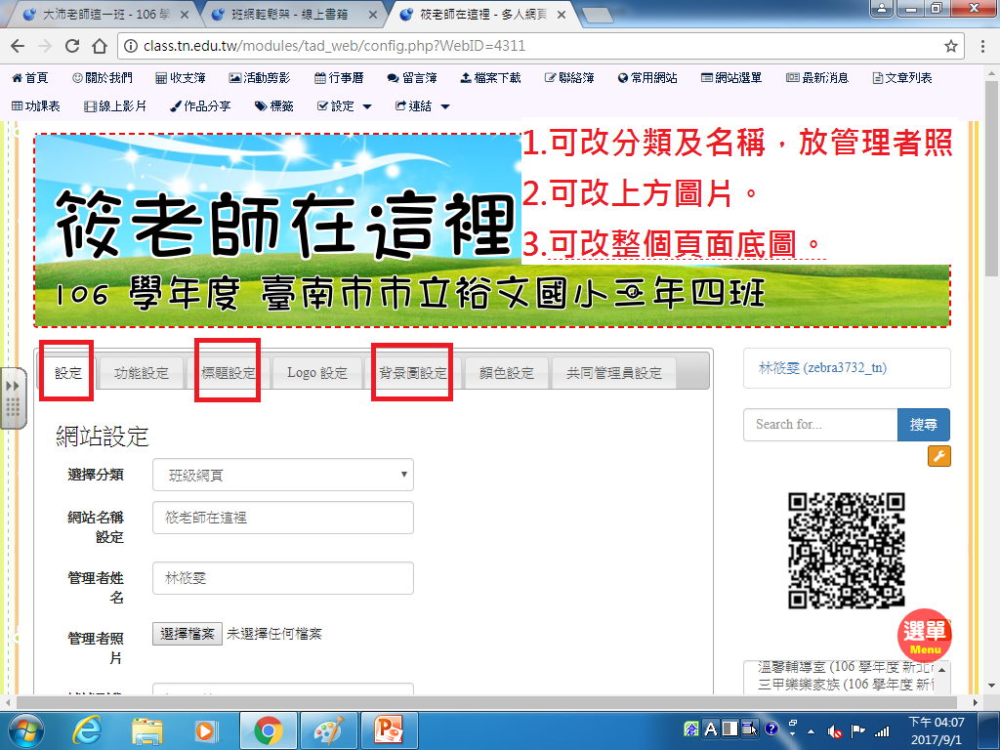 大沛老師這一班 - 106 學
班網輕鬆架 - 線上書籍
筱老師在這裡 - 多人網頁
class.tn.edu.tw/modules/tad_web/config.php?WebID=4311
首頁 關於我們 收支簿 活動剪影 行事曆 留言簿 檔案下載 聯絡簿 常用網站 網站選單 最新消息 文章列表
功課表 線上影片 作品分享 標籤 設定 連結
1.可改分類及名稱，放管理者照
2.可改上方圖片。
3.可改整個頁面底圖。
筱老師在這裡
106 學年度 臺南市市立裕文國小三年四班
設定 功能設定 標題設定 Logo 設定 背景圖設定 顏色設定 共同管理員設定
林筱雯 (zebra3732_tn)
Search for... 搜尋
網站設定
選擇分類 班級網頁
網站名稱設定 筱老師在這裡
管理者姓名 林筱雯
管理者照片 選擇檔案 未選擇任何檔案
選單
Menu
溫馨輔導室 (106 學年度 新北市
三甲樂樂家族 (106 學年度 新
下午 04:07
2017/9/1